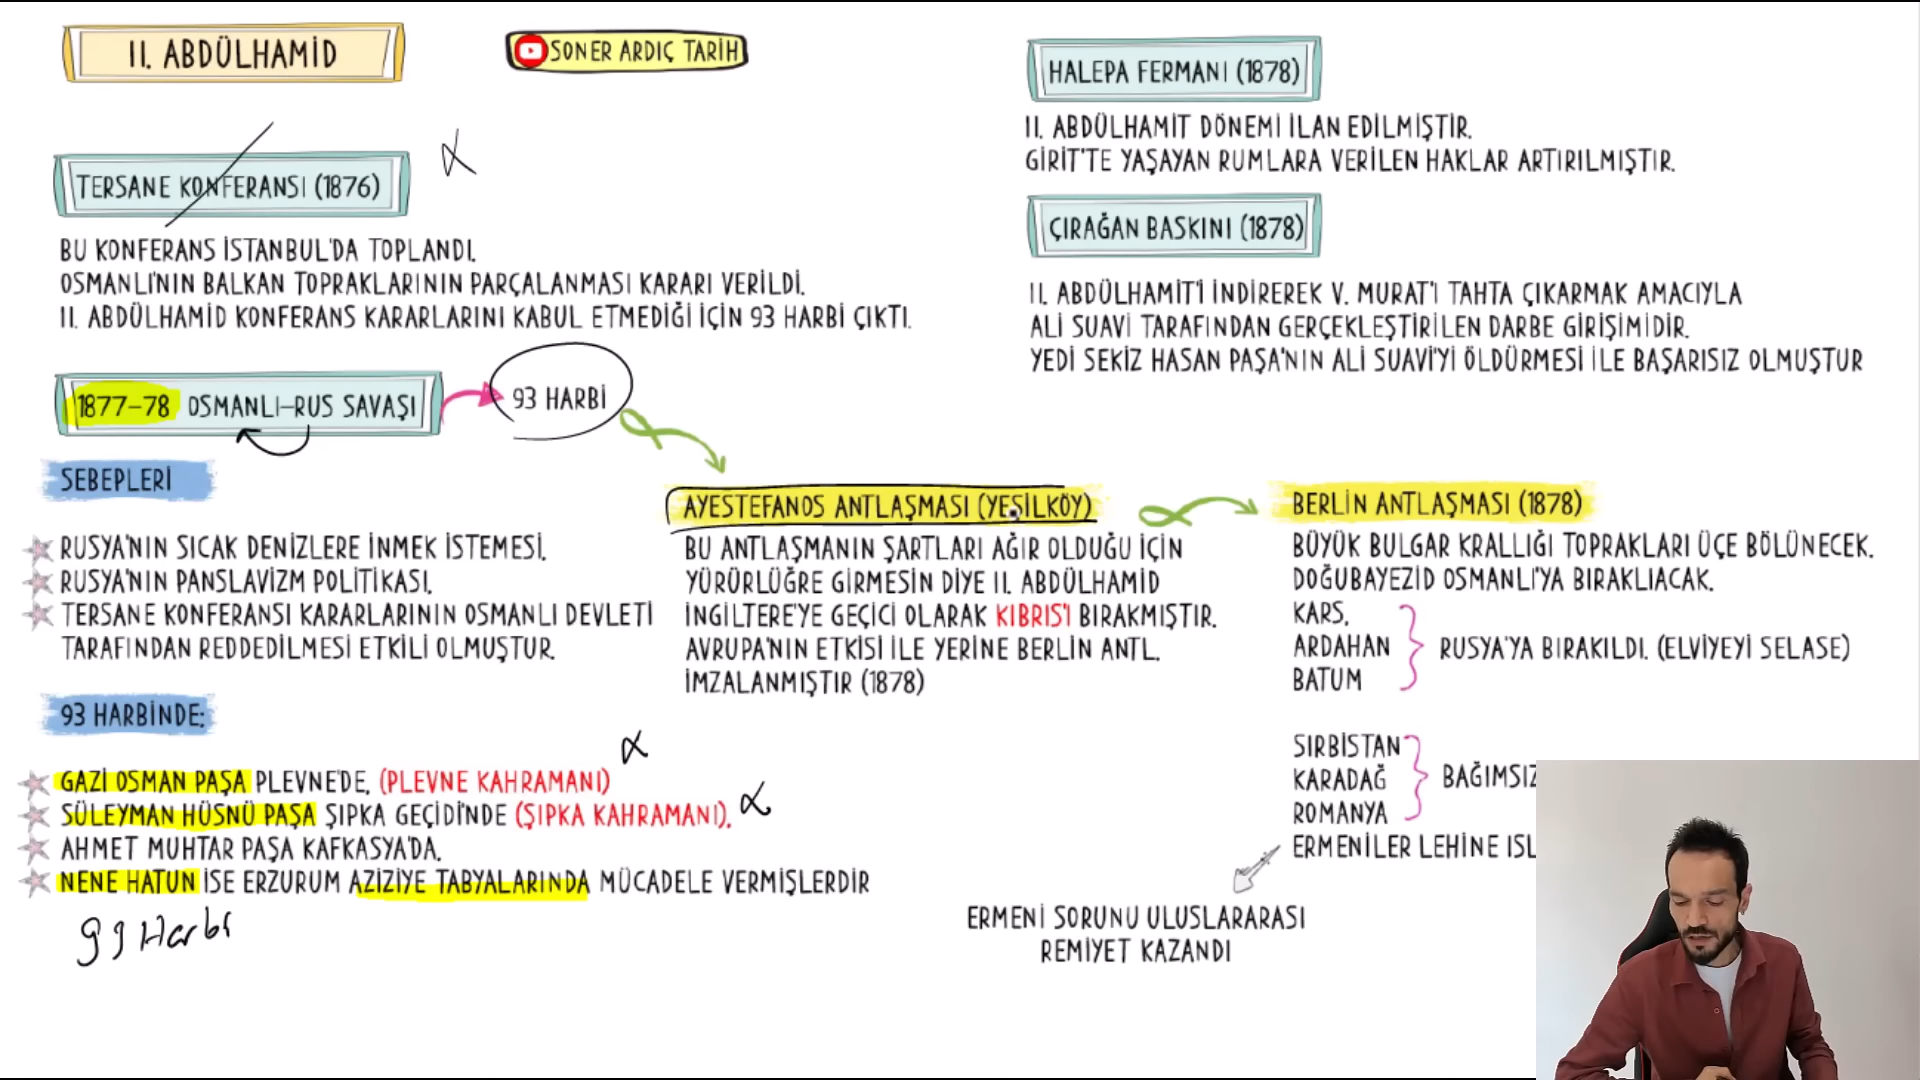 II. ABDÜLHAMİD
SONER ARDIÇ TARİH
TERSANE KONFERANSI (1876)
BU KONFERANS İSTANBUL'DA TOPLANDI.
OSMANLI'NIN BALKAN TOPRAKLARININ PARÇALANMASI KARARI VERİLDİ.
II. ABDÜLHAMİD KONFERANS KARARLARINI KABUL ETMEDİĞİ İÇİN 93 HARBİ ÇIKTI.
1877-78 OSMANLI-RUS SAVAŞI
93 HARBİ
SEBEPLERİ
RUSYA'NIN SICAK DENİZLERE İNMEK İSTEMESİ.
RUSYA'NIN PANSLAVİZM POLİTİKASI.
TERSANE KONFERANSI KARARLARININ OSMANLI DEVLETİ
TARAFINDAN REDDEDİLMESİ ETKİLİ OLMUŞTUR.
93 HARBİNDE:
GAZİ OSMAN PAŞA PLEVNE'DE. (PLEVNE KAHRAMANI)
SÜLEYMAN HÜSNÜ PAŞA ŞIPKA GEÇİDİ'NDE (ŞIPKA KAHRAMANI).
AHMET MUHTAR PAŞA KAFKASYA'DA.
NENE HATUN İSE ERZURUM AZİZİYE TABYALARINDA MÜCADELE VERMİŞLERDİR
93 Harbi
AYESTEFANOS ANTLAŞMASI (YEŞİLKÖY)
BU ANTLAŞMANIN ŞARTLARI AĞIR OLDUĞU İÇİN
YÜRÜRLÜĞRE GİRMESİN DİYE II. ABDÜLHAMİD
İNGİLTERE'YE GEÇİCİ OLARAK KIBRIS'I BIRAKMIŞTIR.
AVRUPA'NIN ETKİSİ İLE YERİNE BERLİN ANTL.
İMZALANMIŞTIR (1878)
HALEPA FERMANI (1878)
II. ABDÜLHAMİT DÖNEMİ İLAN EDİLMİŞTİR.
GİRİT'TE YAŞAYAN RUMLARA VERİLEN HAKLAR ARTIRILMIŞTIR.
ÇIRAĞAN BASKINI (1878)
II. ABDÜLHAMİT'İ İNDİREREK V. MURAT'I TAHTA ÇIKARMAK AMACIYLA
ALİ SUAVİ TARAFINDAN GERÇEKLEŞTİRİLEN DARBE GİRİŞİMİDİR.
YEDİ SEKİZ HASAN PAŞA'NIN ALİ SUAVİ'Yİ ÖLDÜRMESİ İLE BAŞARISIZ OLMUŞTUR
BERLİN ANTLAŞMASI (1878)
BÜYÜK BULGAR KRALLIĞI TOPRAKLARI ÜÇE BÖLÜNECEK.
DOĞUBAYEZID OSMANLI'YA BIRAKLIACAK.
KARS,
ARDAHAN
BATUM
RUSYA'YA BIRAKILDI. (ELVİYEYİ SELASE)
SIRBİSTAN
KARADAĞ
ROMANYA
BAĞIMSIZ
ERMENİLER LEHİNE ISL
ERMENİ SORUNU ULUSLARARASI
REMİYET KAZANDI